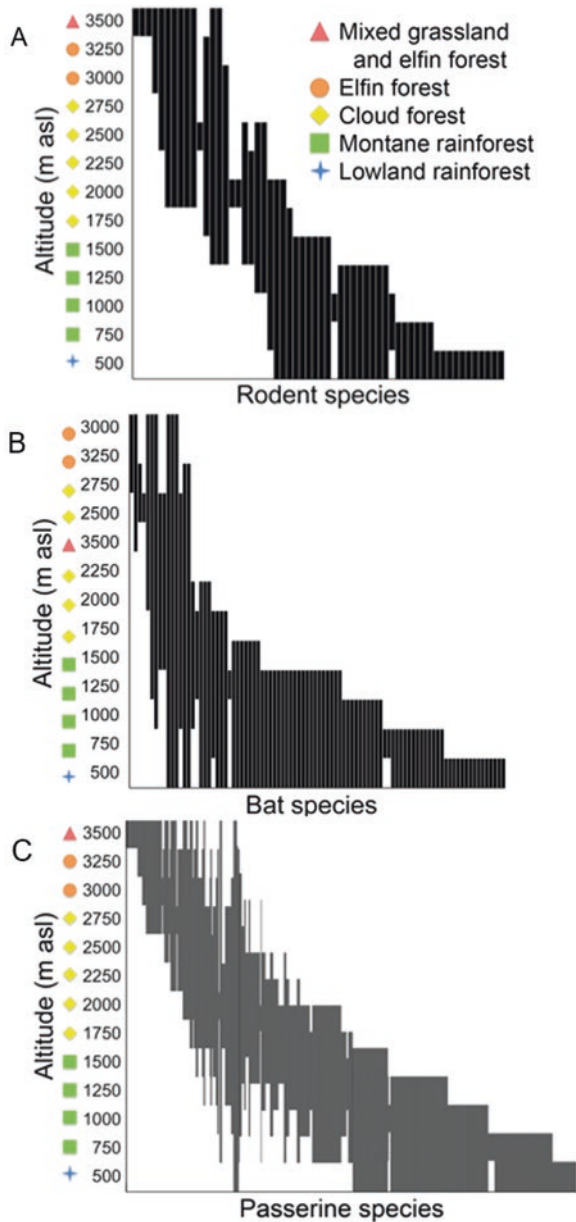 A
3500
3250
3000
2750
2500
2250
2000
1750
1500
1250
1000
750
500
Altitude (m asl)
Mixed grassland
and elfin forest
Elfin forest
Cloud forest
Montane rainforest
Lowland rainforest
Rodent species
B
3000
3250
2750
2500
3500
2250
2000
1750
1500
1250
1000
750
500
Altitude (m asl)
Bat species
C
3500
3250
3000
2750
2500
2250
2000
1750
1500
1250
1000
750
500
Altitude (m asl)
Passerine species